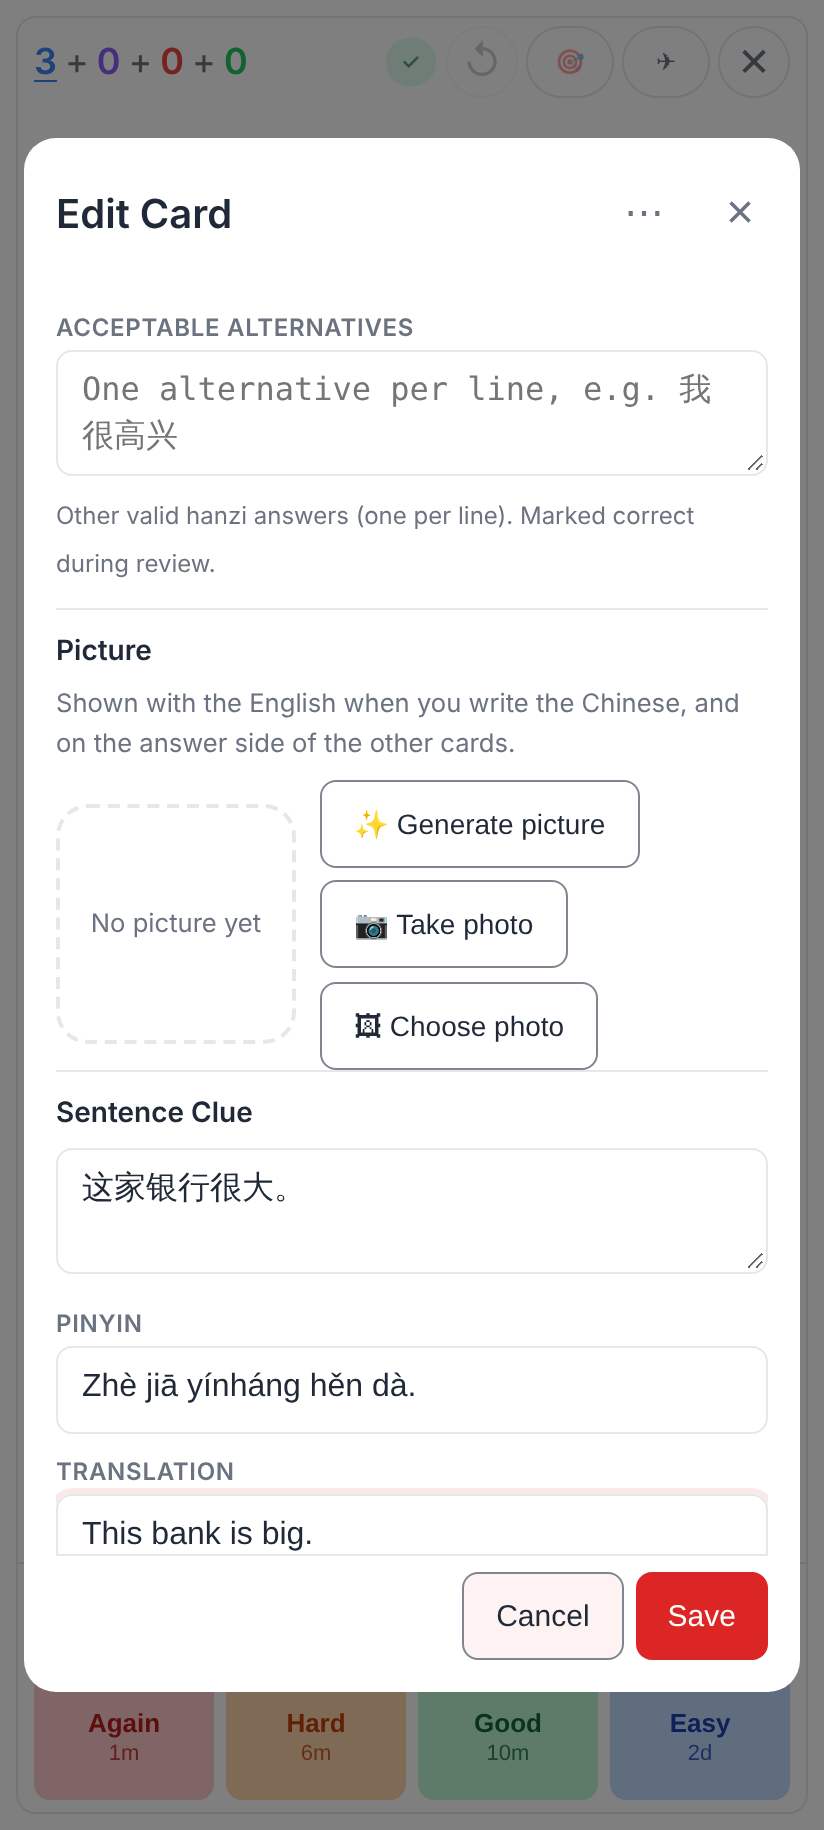 3 + 0 + 0 + 0
Edit Card
ACCEPTABLE ALTERNATIVES
One alternative per line, e.g. 我
很高兴
Other valid hanzi answers (one per line). Marked correct
during review.
Picture
Shown with the English when you write the Chinese, and
on the answer side of the other cards.
No picture yet
✨ Generate picture
📷 Take photo
🖼 Choose photo
Sentence Clue
这家银行很大。
PINYIN
Zhè jiā yínháng hěn dà.
TRANSLATION
This bank is big.
Cancel Save
Again Hard Good Easy
1m 6m 10m 2d